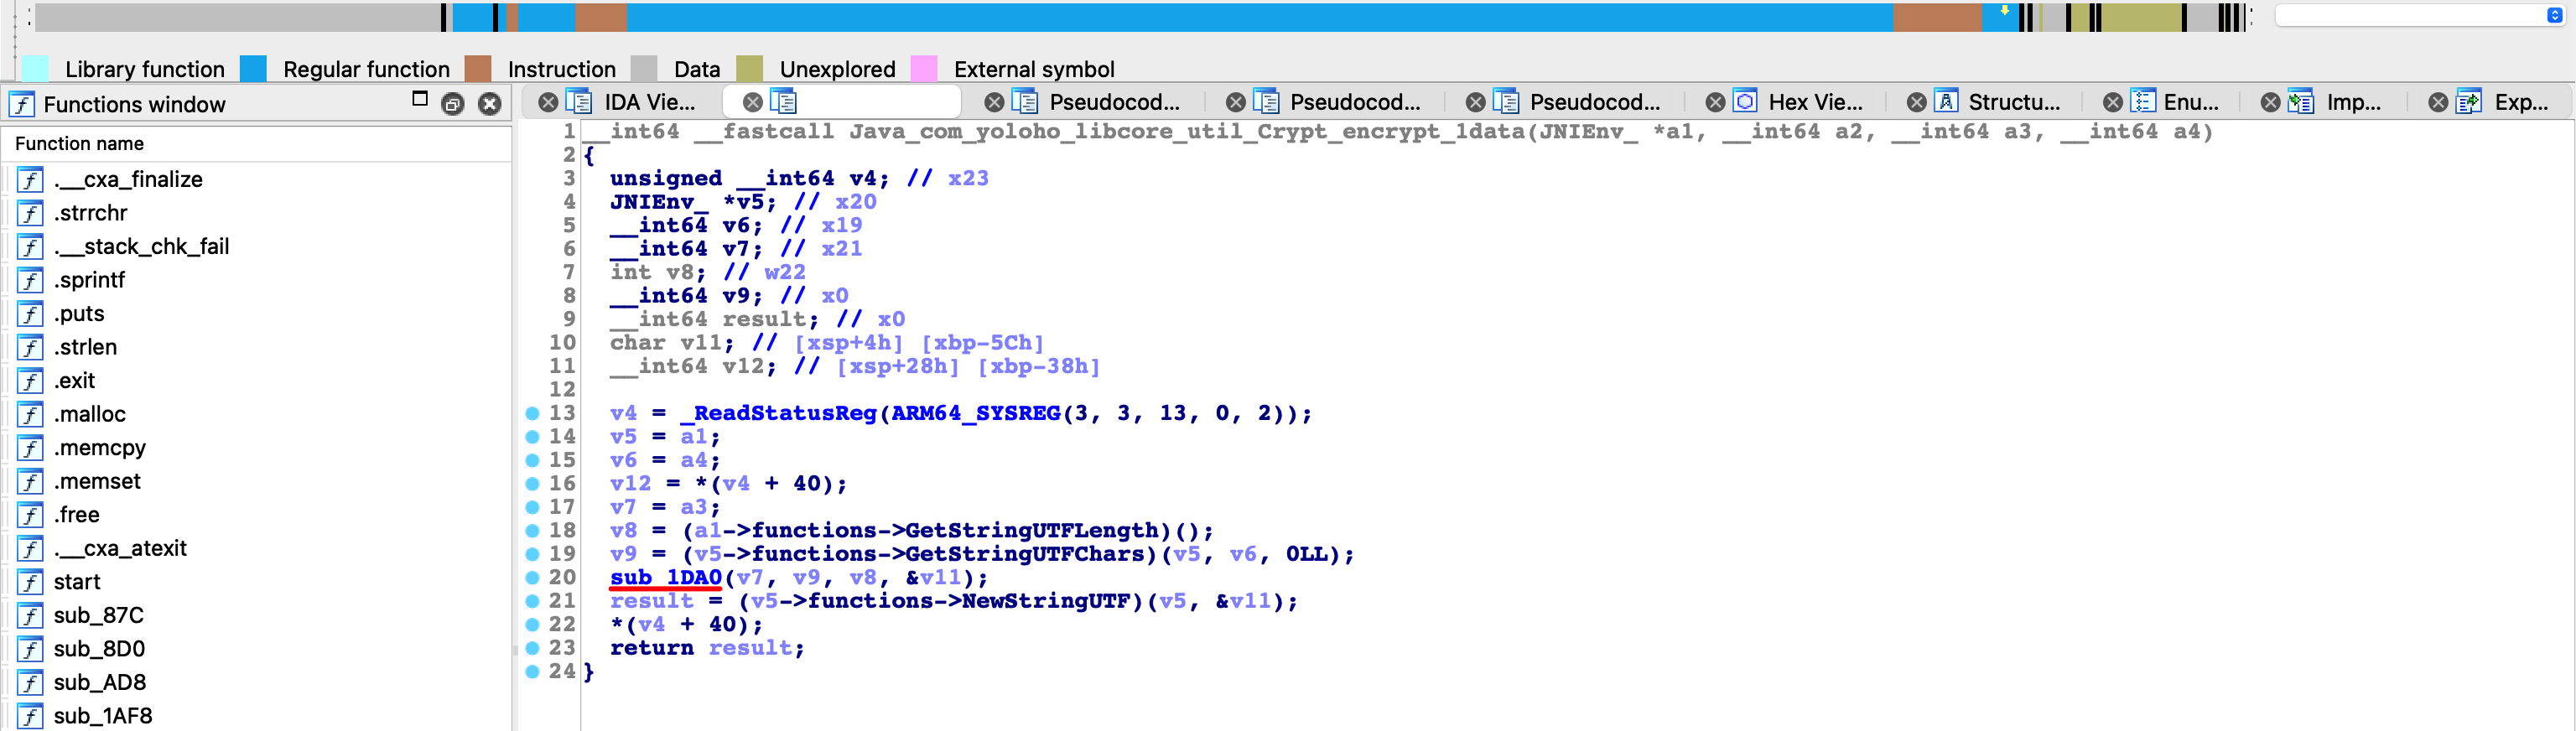 Library function Regular function Instruction Data Unexplored External symbol
Functions window
IDA Vie... Pseudocod... Pseudocod... Pseudocod... Hex Vie... Structu... Enu... Imp... Exp...
Function name
.__cxa_finalize
.strrchr
.__stack_chk_fail
.sprintf
.puts
.strlen
.exit
.malloc
.memcpy
.memset
.free
.__cxa_atexit
start
sub_87C
sub_8D0
sub_AD8
sub_1AF8
1 __int64 __fastcall Java_com_yoloho_libcore_util_Crypt_encrypt_1data(JNIEnv_ *a1, __int64 a2, __int64 a3, __int64 a4)
2 {
3 unsigned __int64 v4; // x23
4 JNIEnv_ *v5; // x20
5 __int64 v6; // x19
6 __int64 v7; // x21
7 int v8; // w22
8 __int64 v9; // x0
9 __int64 result; // x0
10 char v11; // [xsp+4h] [xbp-5Ch]
11 __int64 v12; // [xsp+28h] [xbp-38h]
12
13 v4 = _ReadStatusReg(ARM64_SYSREG(3, 3, 13, 0, 2));
14 v5 = a1;
15 v6 = a4;
16 v12 = *(v4 + 40);
17 v7 = a3;
18 v8 = (a1->functions->GetStringUTFLength)();
19 v9 = (v5->functions->GetStringUTFChars)(v5, v6, 0LL);
20 sub_1DA0(v7, v9, v8, &v11);
21 result = (v5->functions->NewStringUTF)(v5, &v11);
22 *(v4 + 40);
23 return result;
24 }